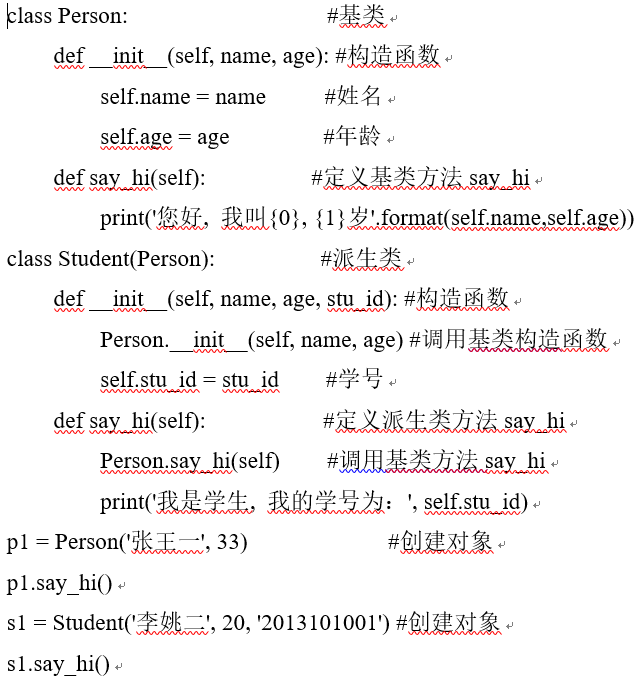 class Person: #基类
def __init__(self, name, age): #构造函数
self.name = name #姓名
self.age = age #年龄
def say_hi(self): #定义基类方法 say_hi
print('您好, 我叫{0}, {1}岁'.format(self.name,self.age))
class Student(Person): #派生类
def __init__(self, name, age, stu_id): #构造函数
Person.__init__(self, name, age) #调用基类构造函数
self.stu_id = stu_id #学号
def say_hi(self): #定义派生类方法 say_hi
Person.say_hi(self) #调用基类方法 say_hi
print('我是学生, 我的学号为：', self.stu_id)
p1 = Person('张王一', 33) #创建对象
p1.say_hi()
s1 = Student('李姚二', 20, '2013101001') #创建对象
s1.say_hi()